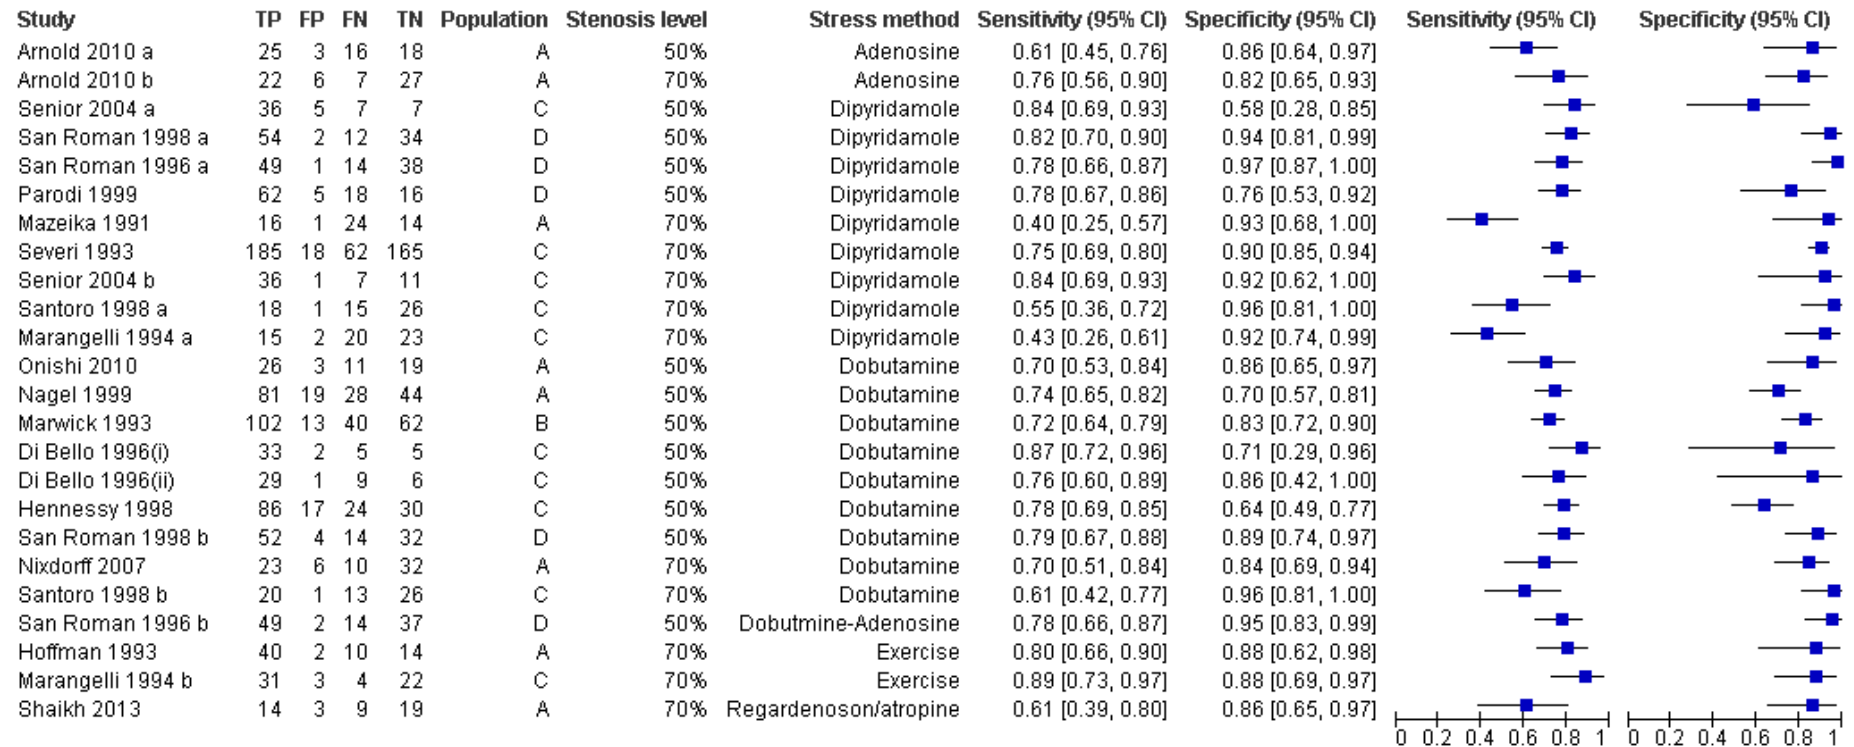 Study TP FP FN TN Population Stenosis level Stress method Sensitivity (95% CI) Specificity (95% CI) Sensitivity (95% CI) Specificity (95% CI)
Arnold 2010 a 25 3 16 18 A 50% Adenosine 0.61 [0.45, 0.76] 0.86 [0.64, 0.97]
Arnold 2010 b 22 6 7 27 A 70% Adenosine 0.76 [0.56, 0.90] 0.82 [0.65, 0.93]
Senior 2004 a 36 5 7 7 C 50% Dipyridamole 0.84 [0.69, 0.93] 0.58 [0.28, 0.85]
San Roman 1998 a 54 2 12 34 D 50% Dipyridamole 0.82 [0.70, 0.90] 0.94 [0.81, 0.99]
San Roman 1996 a 49 1 14 38 D 50% Dipyridamole 0.78 [0.66, 0.87] 0.97 [0.87, 1.00]
Parodi 1999 62 5 18 16 D 50% Dipyridamole 0.78 [0.67, 0.86] 0.76 [0.53, 0.92]
Mazeika 1991 16 1 24 14 A 70% Dipyridamole 0.40 [0.25, 0.57] 0.93 [0.68, 1.00]
Severi 1993 185 18 62 165 C 70% Dipyridamole 0.75 [0.69, 0.80] 0.90 [0.85, 0.94]
Senior 2004 b 36 1 7 11 C 70% Dipyridamole 0.84 [0.69, 0.93] 0.92 [0.62, 1.00]
Santoro 1998 a 18 1 15 26 C 70% Dipyridamole 0.55 [0.36, 0.72] 0.96 [0.81, 1.00]
Marangelli 1994 a 15 2 20 23 C 70% Dipyridamole 0.43 [0.26, 0.61] 0.92 [0.74, 0.99]
Onishi 2010 26 3 11 19 A 50% Dobutamine 0.70 [0.53, 0.84] 0.86 [0.65, 0.97]
Nagel 1999 81 19 28 44 A 50% Dobutamine 0.74 [0.65, 0.82] 0.70 [0.57, 0.81]
Marwick 1993 102 13 40 62 B 50% Dobutamine 0.72 [0.64, 0.79] 0.83 [0.72, 0.90]
Di Bello 1996(i) 33 2 5 5 C 50% Dobutamine 0.87 [0.72, 0.96] 0.71 [0.29, 0.96]
Di Bello 1996(ii) 29 1 9 6 C 50% Dobutamine 0.76 [0.60, 0.89] 0.86 [0.42, 1.00]
Hennessy 1998 86 17 24 30 C 50% Dobutamine 0.78 [0.69, 0.85] 0.64 [0.49, 0.77]
San Roman 1998 b 52 4 14 32 D 50% Dobutamine 0.79 [0.67, 0.88] 0.89 [0.74, 0.97]
Nixdorff 2007 23 6 10 32 A 70% Dobutamine 0.70 [0.51, 0.84] 0.84 [0.69, 0.94]
Santoro 1998 b 20 1 13 26 C 70% Dobutamine 0.61 [0.42, 0.77] 0.96 [0.81, 1.00]
San Roman 1996 b 49 2 14 37 D 50% Dobutmine-Adenosine 0.78 [0.66, 0.87] 0.95 [0.83, 0.99]
Hoffman 1993 40 2 10 14 A 70% Exercise 0.80 [0.66, 0.90] 0.88 [0.62, 0.98]
Marangelli 1994 b 31 3 4 22 C 70% Exercise 0.89 [0.73, 0.97] 0.88 [0.69, 0.97]
Shaikh 2013 14 3 9 19 A 70% Regardenoson/atropine 0.61 [0.39, 0.80] 0.86 [0.65, 0.97]
0 0.2 0.4 0.6 0.8 1 0 0.2 0.4 0.6 0.8 1